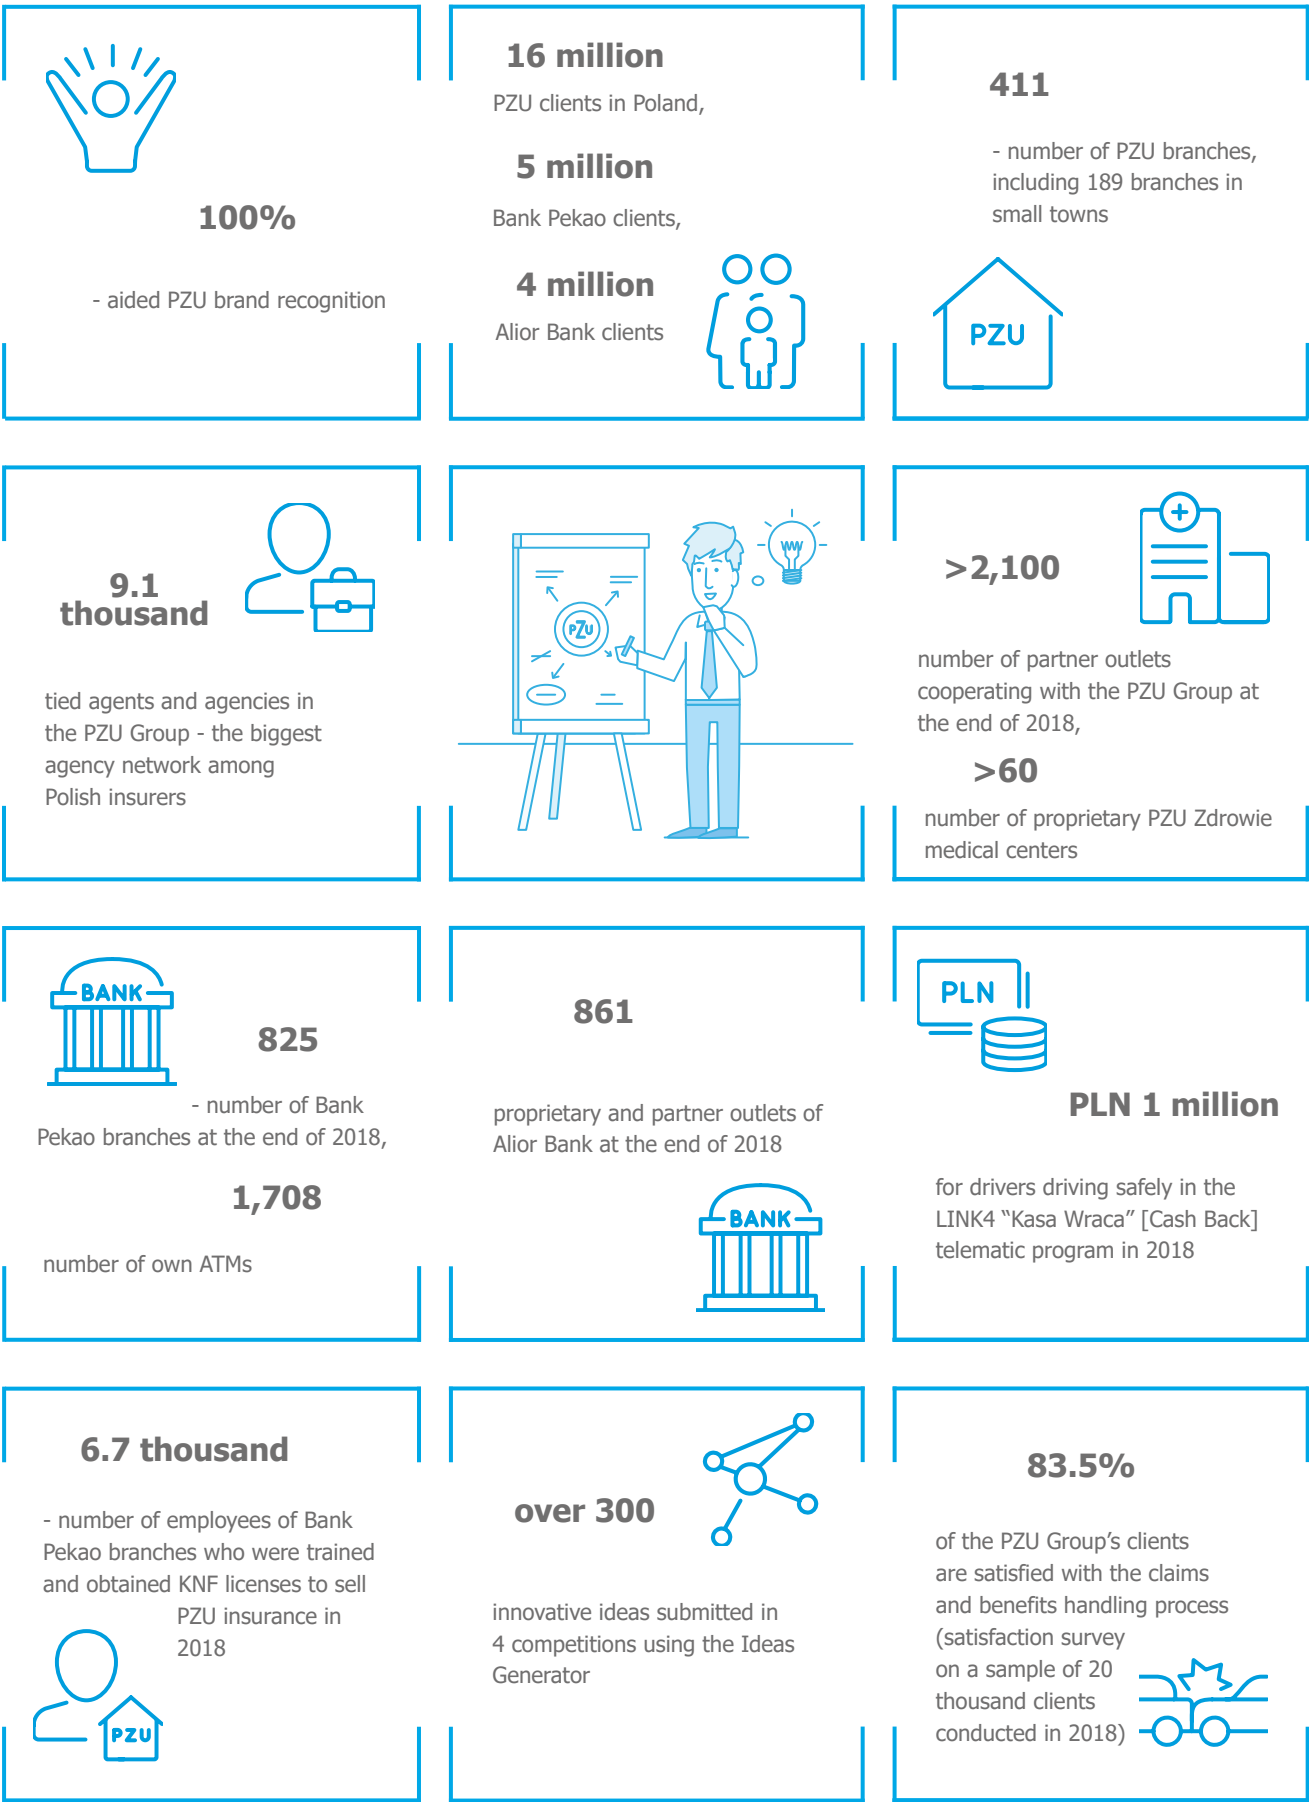 100%
- aided PZU brand recognition
16 million
PZU clients in Poland,
5 million
Bank Pekao clients,
4 million
Alior Bank clients
411
- number of PZU branches,
including 189 branches in
small towns
PZU
9.1
thousand
tied agents and agencies in
the PZU Group - the biggest
agency network among
Polish insurers
PZU
>2,100
number of partner outlets
cooperating with the PZU Group at
the end of 2018,
>60
number of proprietary PZU Zdrowie
medical centers
BANK
825
- number of Bank
Pekao branches at the end of 2018,
1,708
number of own ATMs
861
proprietary and partner outlets of
Alior Bank at the end of 2018
BANK
PLN
PLN 1 million
for drivers driving safely in the
LINK4 “Kasa Wraca” [Cash Back]
telematic program in 2018
6.7 thousand
- number of employees of Bank
Pekao branches who were trained
and obtained KNF licenses to sell
PZU insurance in
2018
PZU
over 300
innovative ideas submitted in
4 competitions using the Ideas
Generator
83.5%
of the PZU Group’s clients
are satisfied with the claims
and benefits handling process
(satisfaction survey
on a sample of 20
thousand clients
conducted in 2018)